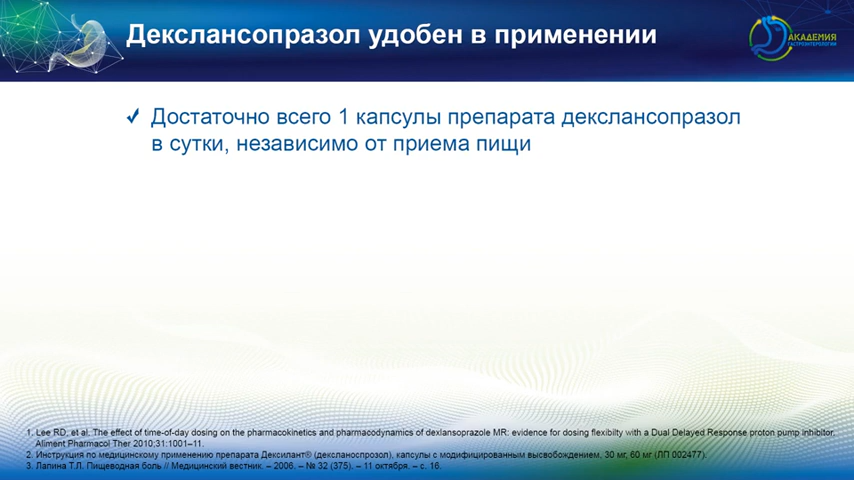 Декслансопразол удобен в применении
АКАДЕМИЯ
ГАСТРОЭНТЕРОЛОГИИ
Достаточно всего 1 капсулы препарата декслансопразол
в сутки, независимо от приема пищи
1. Lee RD, et al. The effect of time-of-day dosing on the pharmacokinetics and pharmacodynamics of dexlansoprazole MR: evidence for dosing flexibilty with a Dual Delayed Response proton pump inhibitor.
Aliment Pharmacol Ther 2010;31:1001–11.
2. Инструкция по медицинскому применению препарата Дексилант® (декслансопрозол), капсулы с модифицированным высвобождением, 30 мг, 60 мг (ЛП 002477).
3. Лапина Т.Л. Пищеводная боль // Медицинский вестник. – 2006. – № 32 (375). – 11 октября. – с. 16.